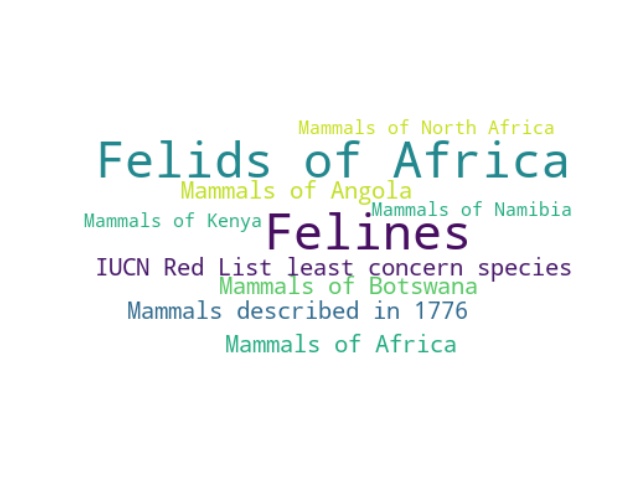 Mammals of North Africa
Felids of Africa
Mammals of Angola
Mammals of Namibia
Mammals of Kenya
Felines
IUCN Red List least concern species
Mammals of Botswana
Mammals described in 1776
Mammals of Africa